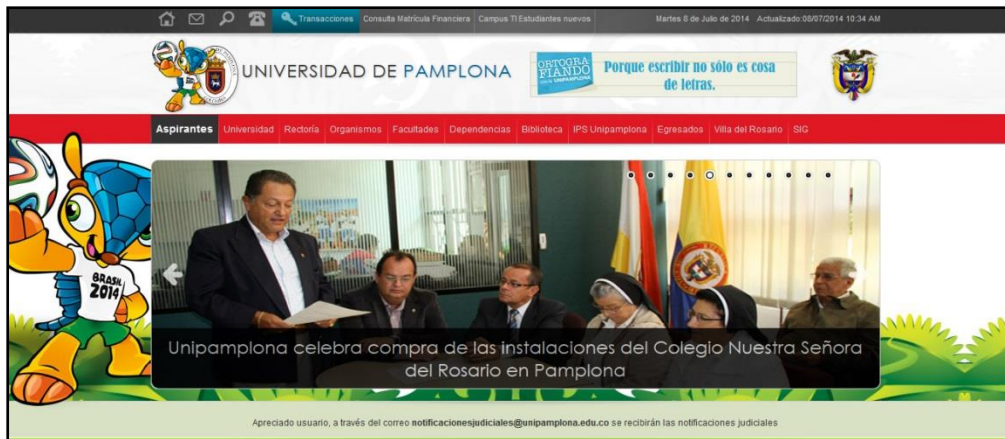 Transacciones Consulta Matrícula Financiera Campus TI Estudiantes nuevos Martes 8 de Julio de 2014 Actualizado:08/07/2014 10:34 AM
UNIVERSIDAD DE PAMPLONA
ORTOGRA-
FIANDO
Porque escribir no sólo es cosa
de letras.
Aspirantes Universidad Rectoría Organismos Facultades Dependencias Biblioteca IPS Unipamplona Egresados Villa del Rosario SIG
BRASIL
2014
Unipamplona celebra compra de las instalaciones del Colegio Nuestra Señora
del Rosario en Pamplona
Apreciado usuario, a través del correo notificacionesjudiciales@unipamplona.edu.co se recibirán las notificaciones judiciales